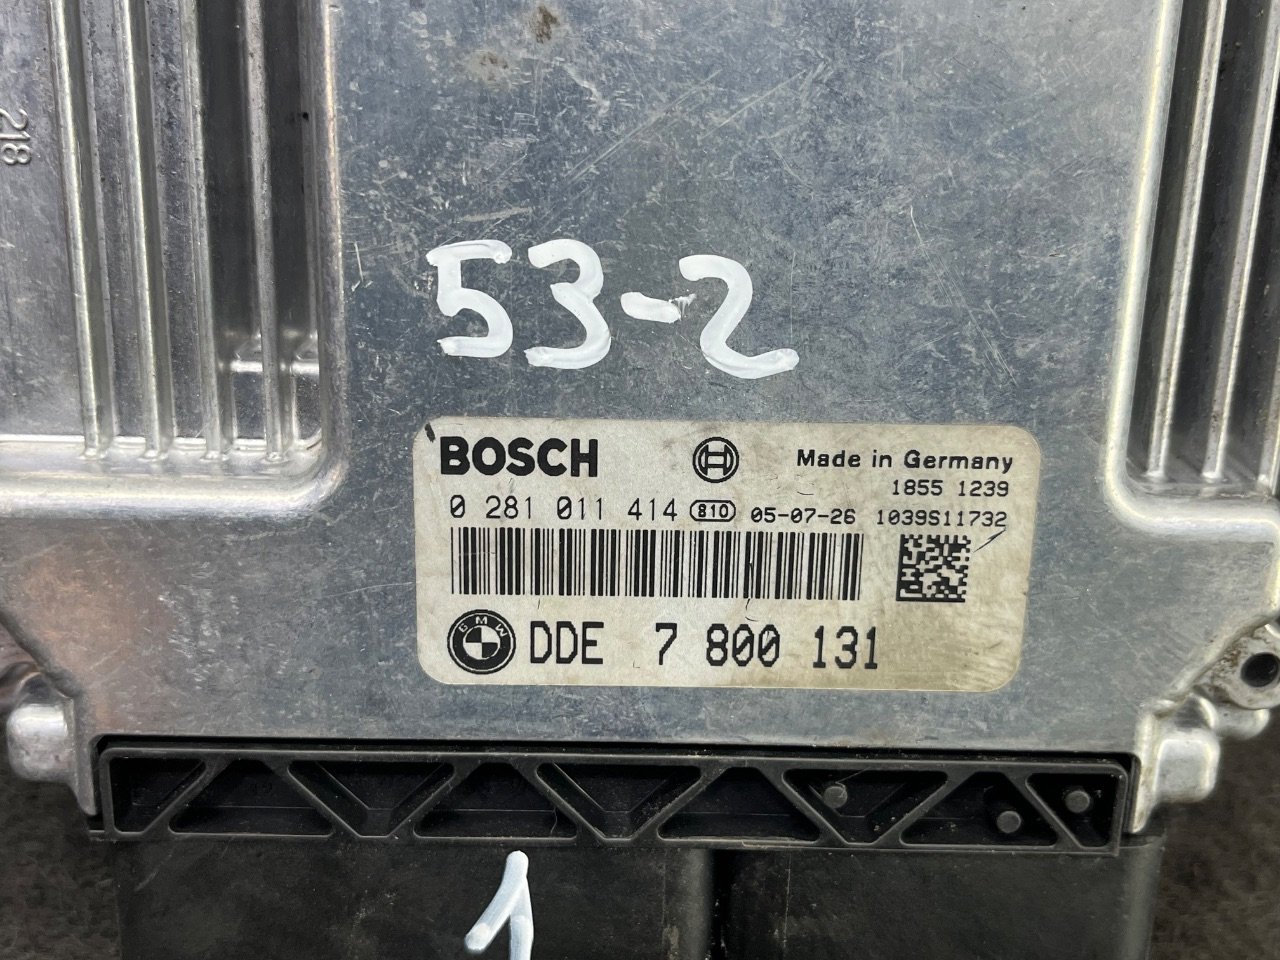 218
53-2
BOSCH
Made in Germany
1855 1239
0 281 011 414 810 05-07-26 1039S11732
BMW DDE 7 800 131
1